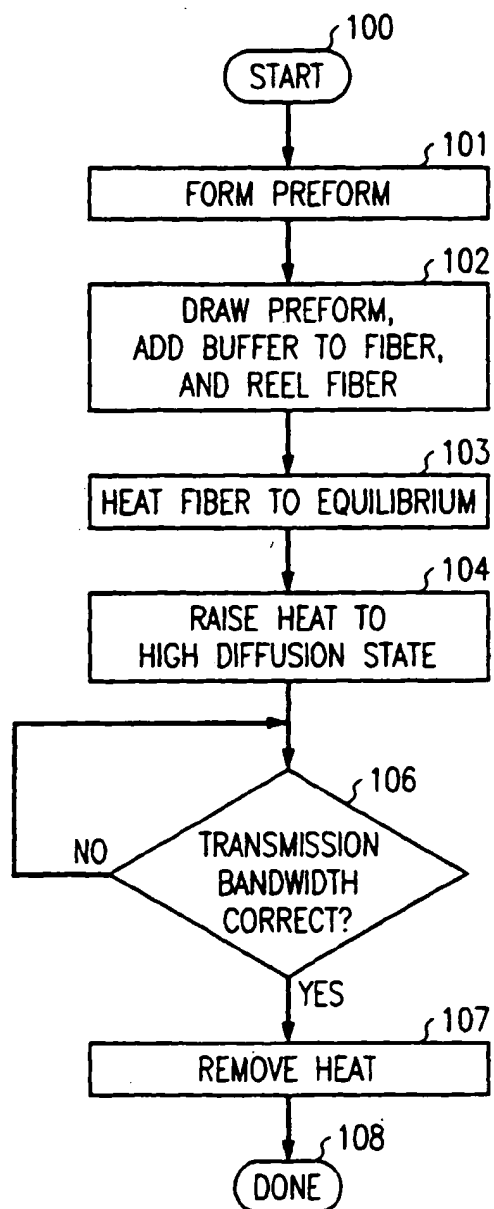 100
START
101
FORM PREFORM
102
DRAW PREFORM,
ADD BUFFER TO FIBER,
AND REEL FIBER
103
HEAT FIBER TO EQUILIBRIUM
104
RAISE HEAT TO
HIGH DIFFUSION STATE
106
NO
TRANSMISSION
BANDWIDTH
CORRECT?
YES
107
REMOVE HEAT
108
DONE